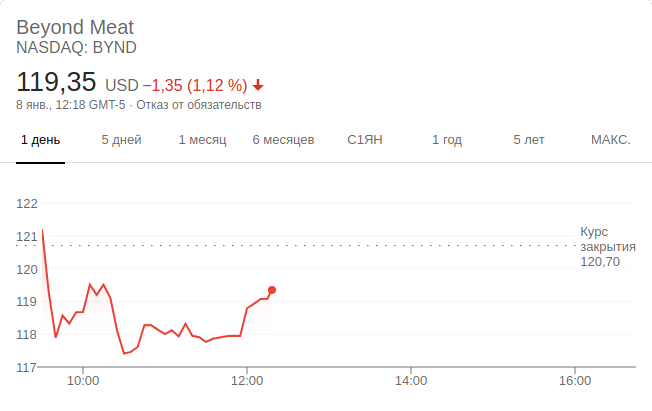 Beyond Meat
NASDAQ: BYND
119,35 USD −1,35 (1,12 %)
8 янв., 12:18 GMT-5 · Отказ от обязательств
1 день 5 дней 1 месяц 6 месяцев С1ЯН 1 год 5 лет МАКС.
122
121
120
119
118
117
Курс
закрытия
120,70
10:00 12:00 14:00 16:00